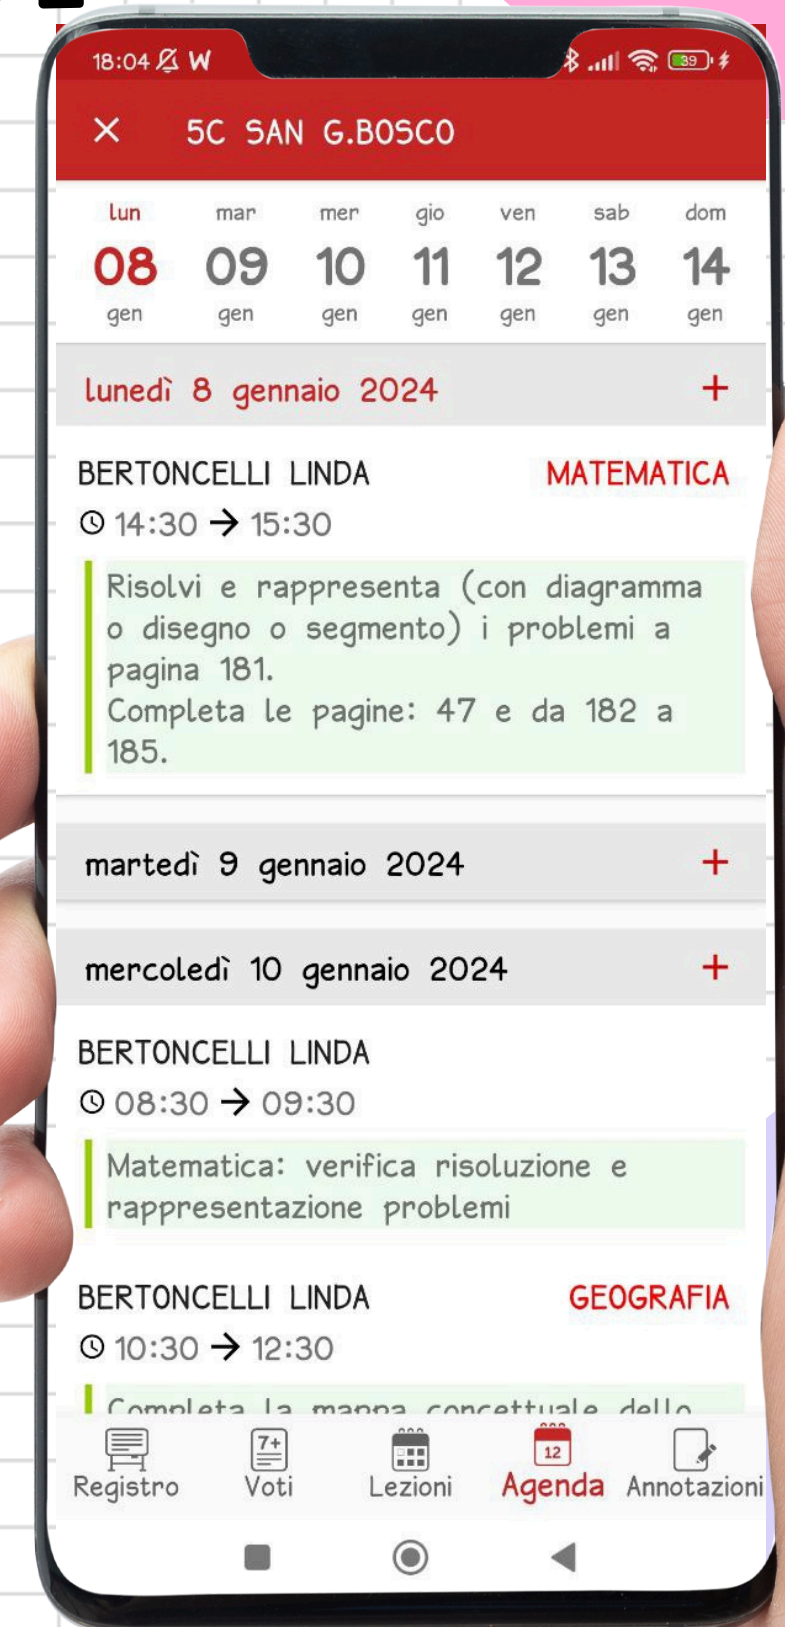 18:04 W 39
5C SAN G.BOSCO
lun mar mer gio ven sab dom
08 09 10 11 12 13 14
gen gen gen gen gen gen gen
lunedì 8 gennaio 2024 +
BERTONCELLI LINDA MATEMATICA
14:30 → 15:30
Risolvi e rappresenta (con diagramma
o disegno o segmento) i problemi a
pagina 181.
Completa le pagine: 47 e da 182 a
185.
martedì 9 gennaio 2024 +
mercoledì 10 gennaio 2024 +
BERTONCELLI LINDA
08:30 → 09:30
Matematica: verifica risoluzione e
rappresentazione problemi
BERTONCELLI LINDA GEOGRAFIA
10:30 → 12:30
Completa la mappa concettuale dello
7+ 12
Registro Voti Lezioni Agenda Annotazioni